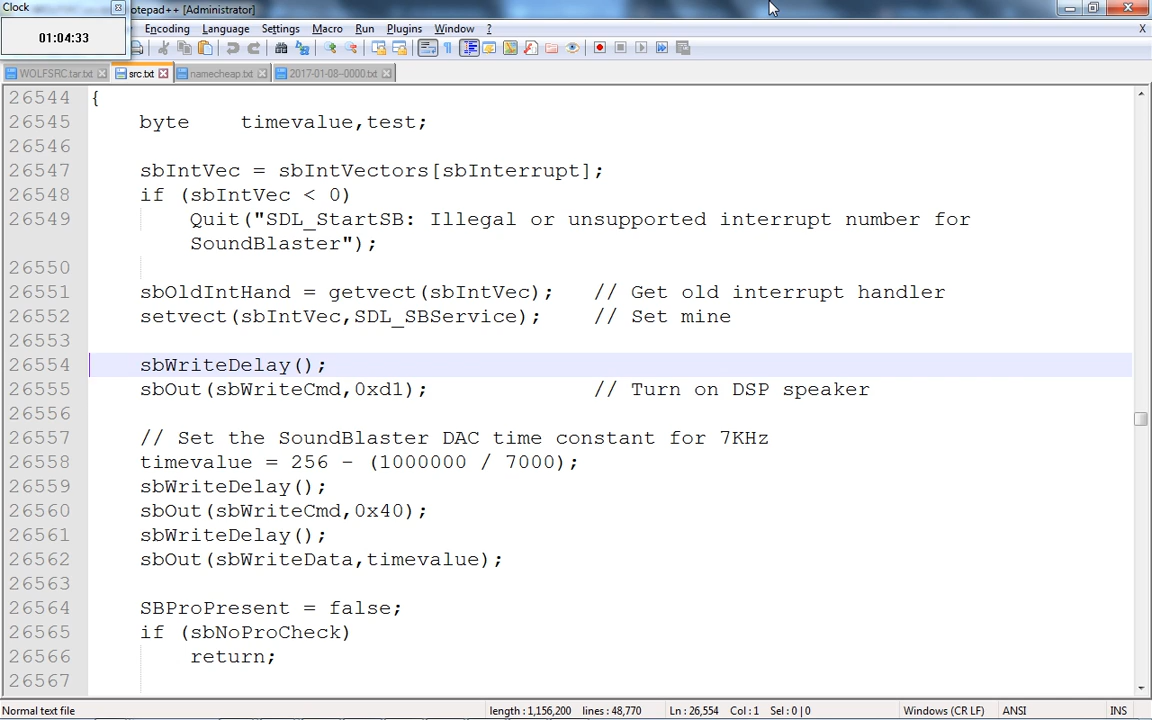 Clock
otepad++ [Administrator]
01:04:33
Encoding Language Settings Macro Run Plugins Window ?
X
WOLFSRC.tar.txt src.txt namecheap.txt 2017-01-08--0000.txt
26544 {
26545 byte timevalue,test;
26546
26547 sbIntVec = sbIntVectors[sbInterrupt];
26548 if (sbIntVec < 0)
26549 Quit("SDL_StartSB: Illegal or unsupported interrupt number for
SoundBlaster");
26550
26551 sbOldIntHand = getvect(sbIntVec); // Get old interrupt handler
26552 setvect(sbIntVec,SDL_SBService); // Set mine
26553
26554 sbWriteDelay();
26555 sbOut(sbWriteCmd,0xd1); // Turn on DSP speaker
26556
26557 // Set the SoundBlaster DAC time constant for 7KHz
26558 timevalue = 256 - (1000000 / 7000);
26559 sbWriteDelay();
26560 sbOut(sbWriteCmd,0x40);
26561 sbWriteDelay();
26562 sbOut(sbWriteData,timevalue);
26563
26564 SBProPresent = false;
26565 if (sbNoProCheck)
26566 return;
26567
Normal text file length : 1,156,200 lines : 48,770 Ln : 26,554 Col : 1 Sel : 0 | 0 Windows (CR LF) ANSI INS